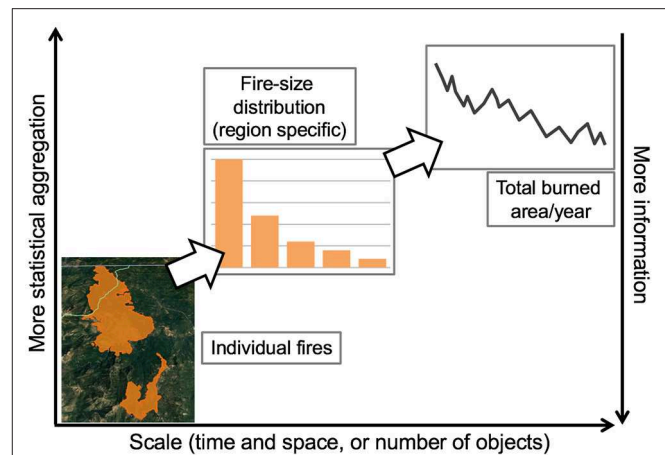 More statistical aggregation
Fire-size
distribution
(region specific)
Total burned
area/year
More information
Individual fires
Scale (time and space, or number of objects)